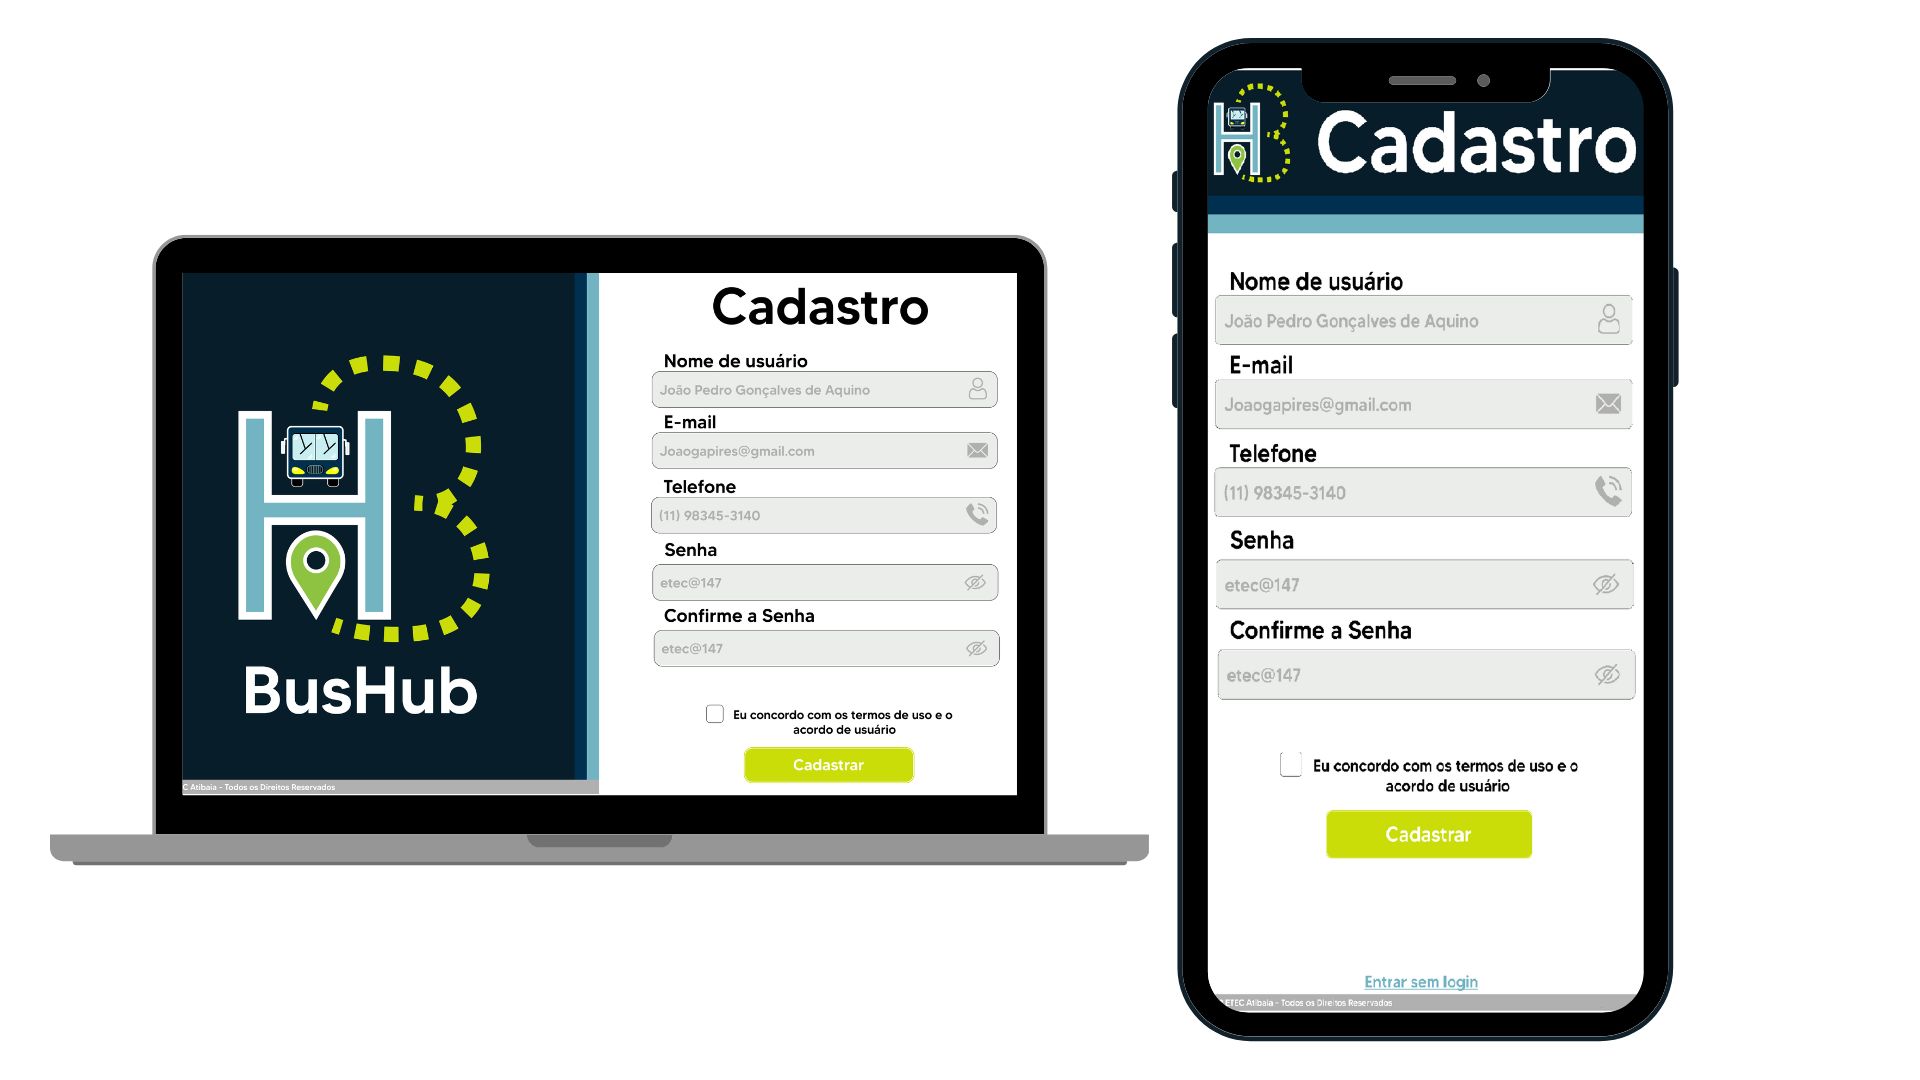 Cadastro
Nome de usuário
João Pedro Gonçalves de Aquino
E-mail
Joaogapires@gmail.com
Telefone
(11) 98345-3140
Senha
etec@147
Confirme a Senha
etec@147
Eu concordo com os termos de uso e o
acordo de usuário
Cadastrar
BusHub
C Atibaia - Todos os Direitos Reservados
Cadastro
Nome de usuário
João Pedro Gonçalves de Aquino
E-mail
Joaogapires@gmail.com
Telefone
(11) 98345-3140
Senha
etec@147
Confirme a Senha
etec@147
Eu concordo com os termos de uso e o
acordo de usuário
Cadastrar
Entrar sem login
ETEC Atibaia - Todos os Direitos Reservados